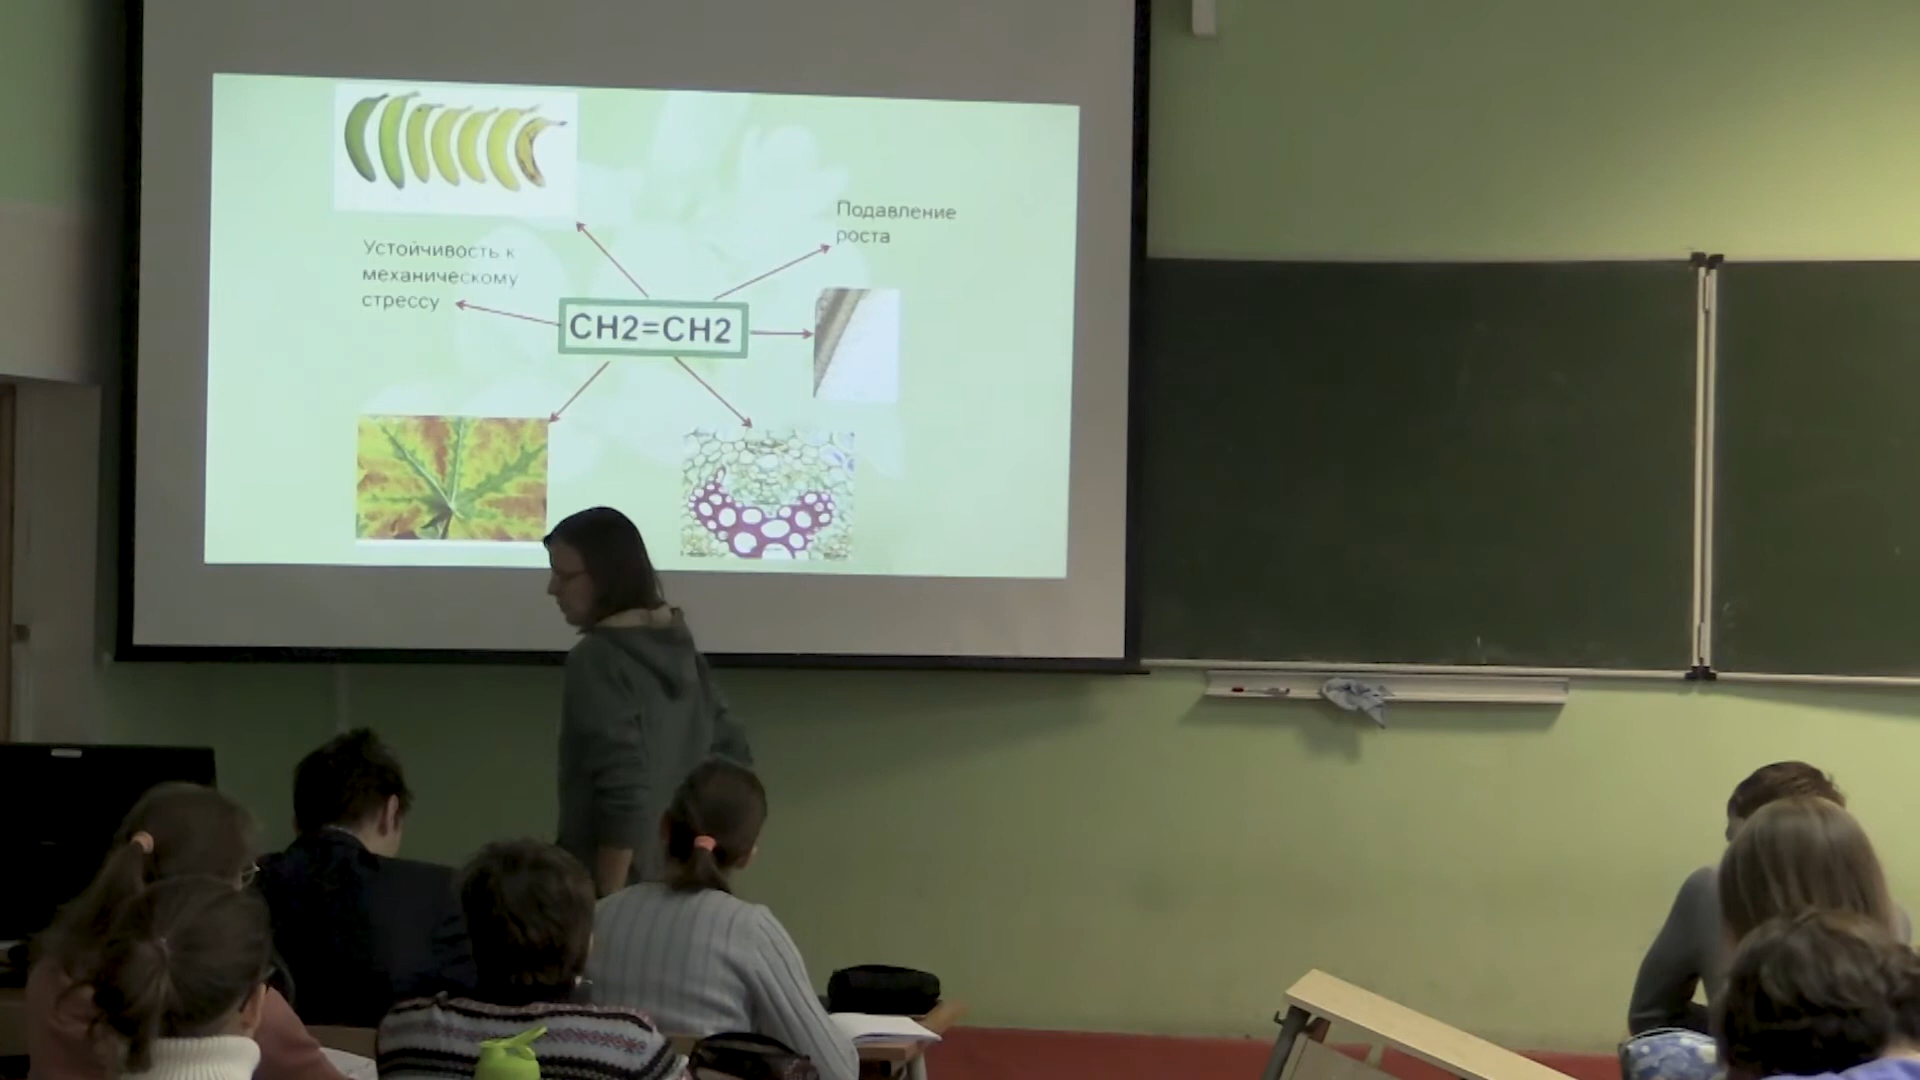 Подавление
роста
Устойчивость к
механическому
стрессу
CH2=CH2